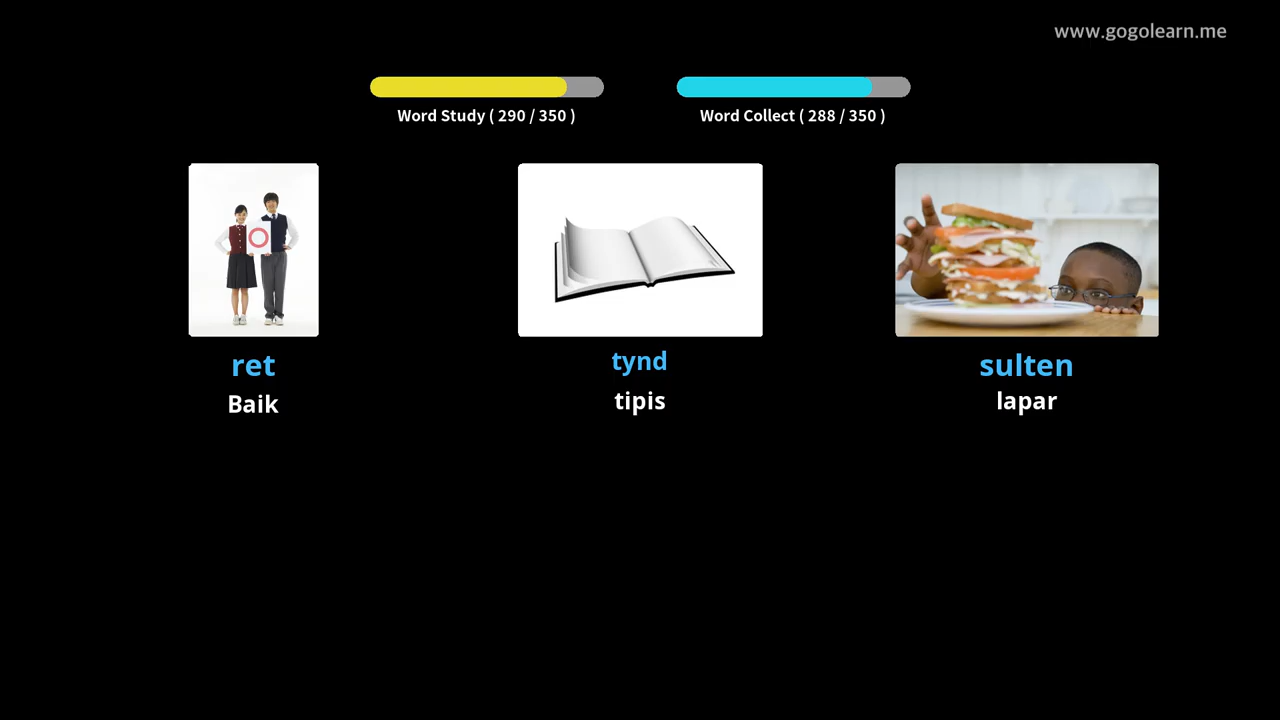 www.gogolearn.me
Word Study ( 290 / 350 )
Word Collect ( 288 / 350 )
ret
Baik
tynd
tipis
sulten
lapar